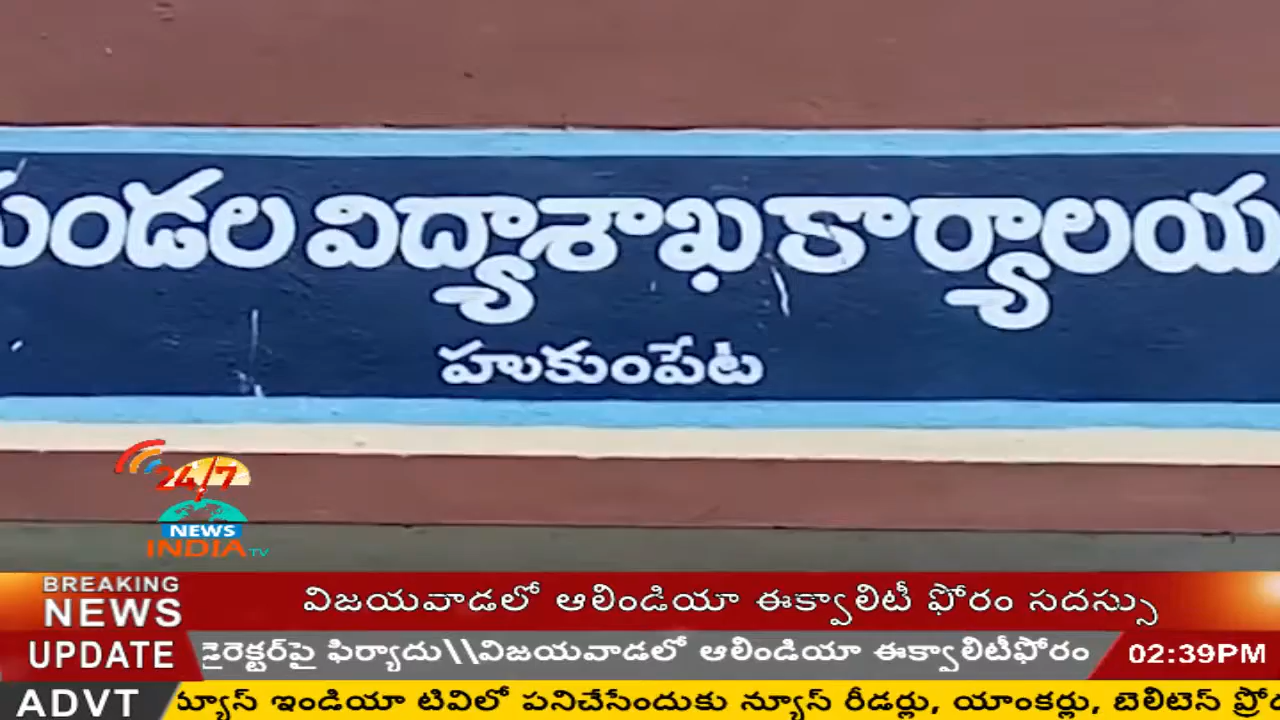 మండల విద్యాశాఖ కార్యాలయ
హుకుంపేట
24/7
NEWS
INDIA TV
BREAKING
NEWS
విజయవాడలో ఆలిండియా ఈక్వాలిటీ ఫోరం సదస్సు
UPDATE
డైరెక్టర్‌పై ఫిర్యాదు\\విజయవాడలో ఆలిండియా ఈక్వాలిటీఫోరం
02:39PM
ADVT
న్యూస్ ఇండియా టివిలో పనిచేసేందుకు న్యూస్ రీడర్లు, యాంకర్లు, టెలిటెస్